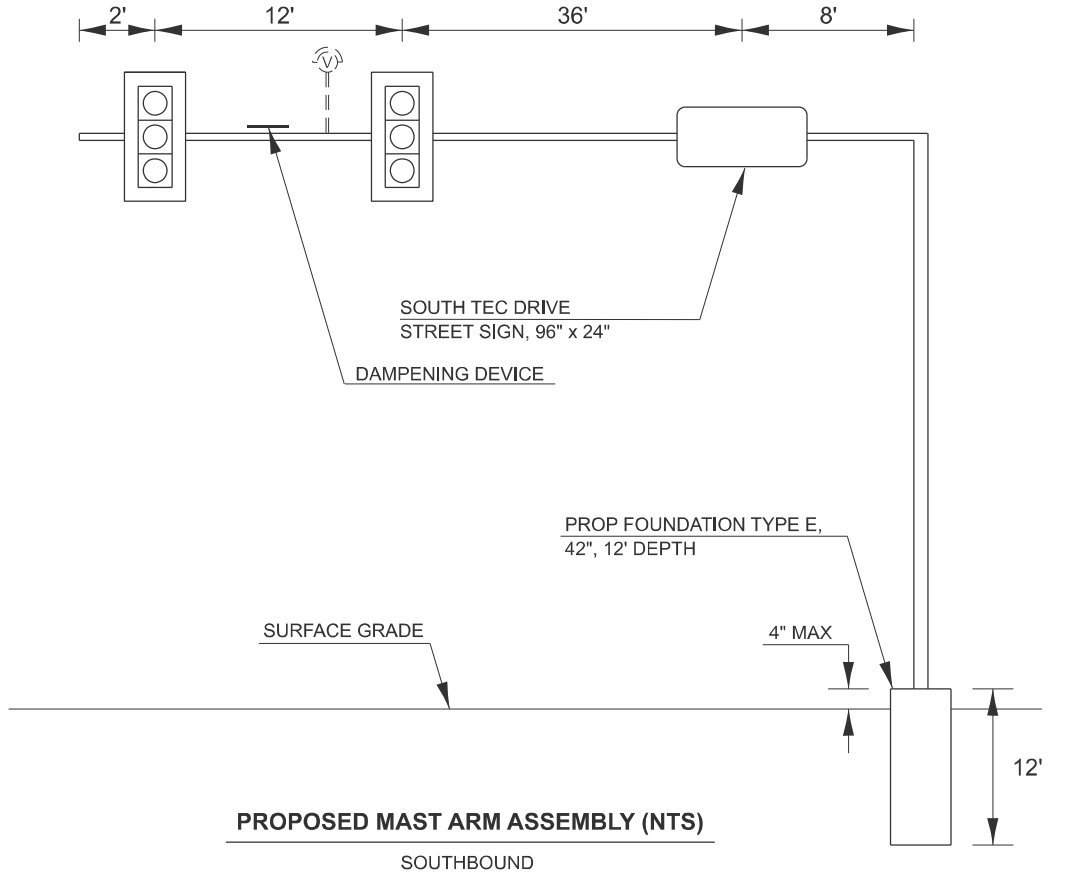 2'
12'
36'
8'
V
SOUTH TEC DRIVE
STREET SIGN, 96" x 24"
DAMPENING DEVICE
PROP FOUNDATION TYPE E,
42", 12' DEPTH
SURFACE GRADE
4" MAX
12'
PROPOSED MAST ARM ASSEMBLY (NTS)
SOUTHBOUND